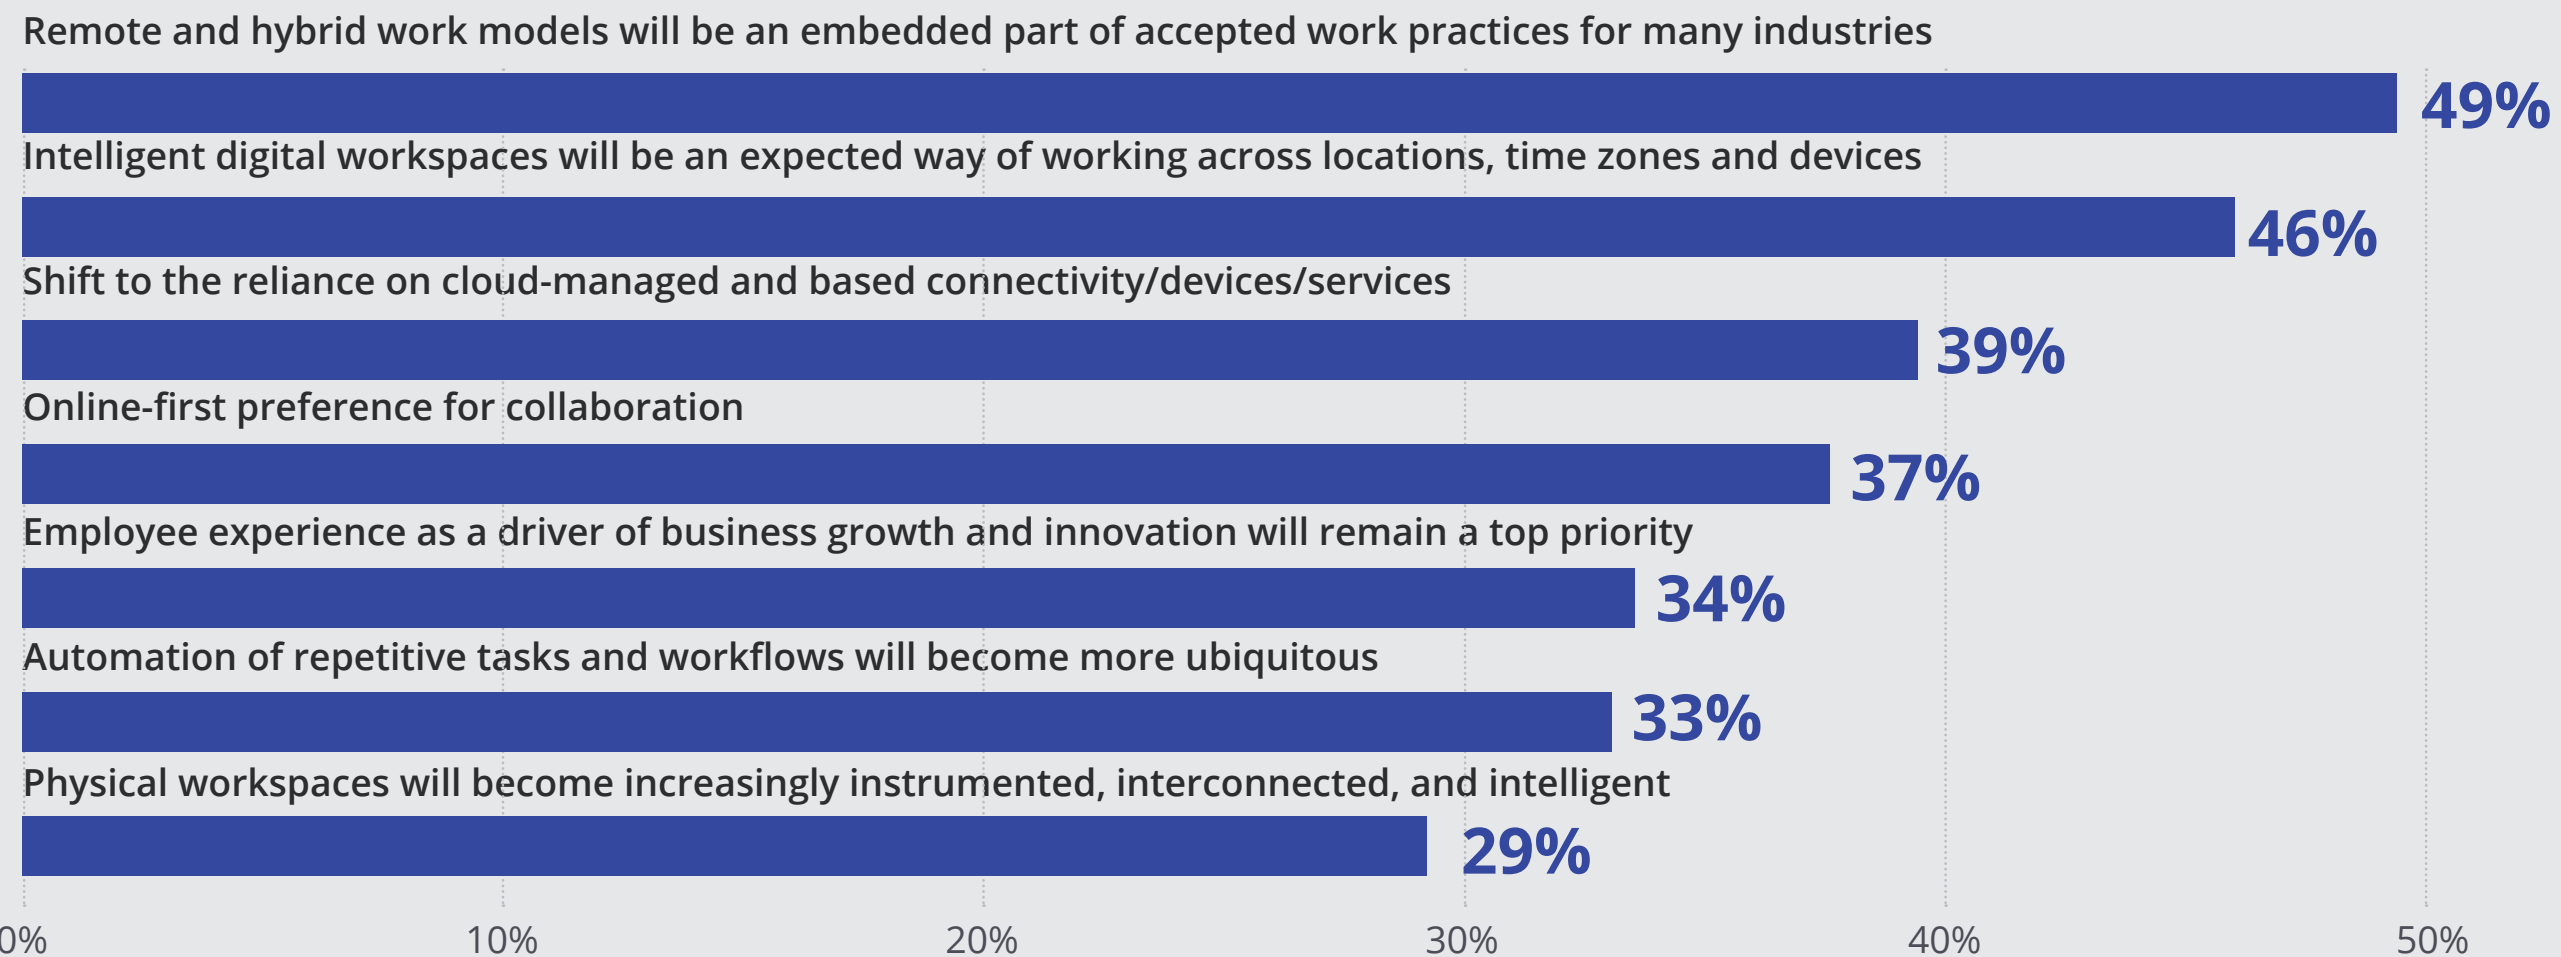 Remote and hybrid work models will be an embedded part of accepted work practices for many industries
49%
Intelligent digital workspaces will be an expected way of working across locations, time zones and devices
46%
Shift to the reliance on cloud-managed and based connectivity/devices/services
39%
Online-first preference for collaboration
37%
Employee experience as a driver of business growth and innovation will remain a top priority
34%
Automation of repetitive tasks and workflows will become more ubiquitous
33%
Physical workspaces will become increasingly instrumented, interconnected, and intelligent
29%
0% 10% 20% 30% 40% 50%